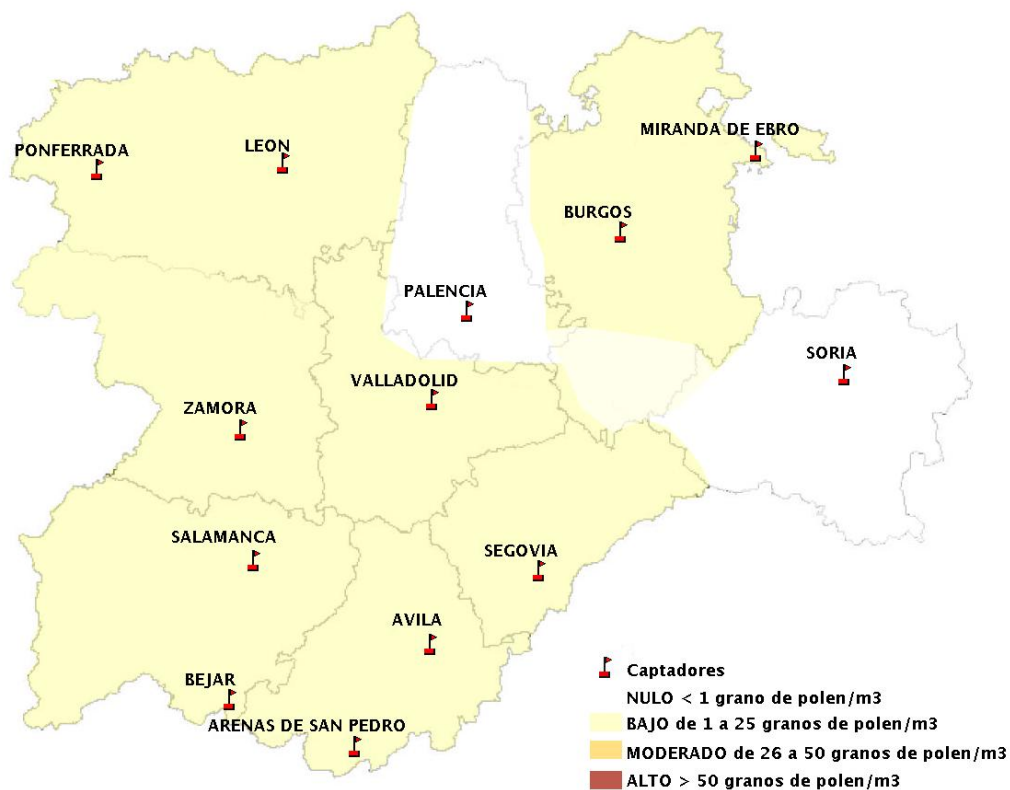 MIRANDA DE EBRO
PONFERRADA
LEON
BURGOS
PALENCIA
SORIA
VALLADOLID
ZAMORA
SALAMANCA
SEGOVIA
AVILA
BEJAR
ARENAS DE SAN PEDRO
Captadores
NULO < 1 grano de polen/m3
BAJO de 1 a 25 granos de polen/m3
MODERADO de 26 a 50 granos de polen/m3
ALTO > 50 granos de polen/m3